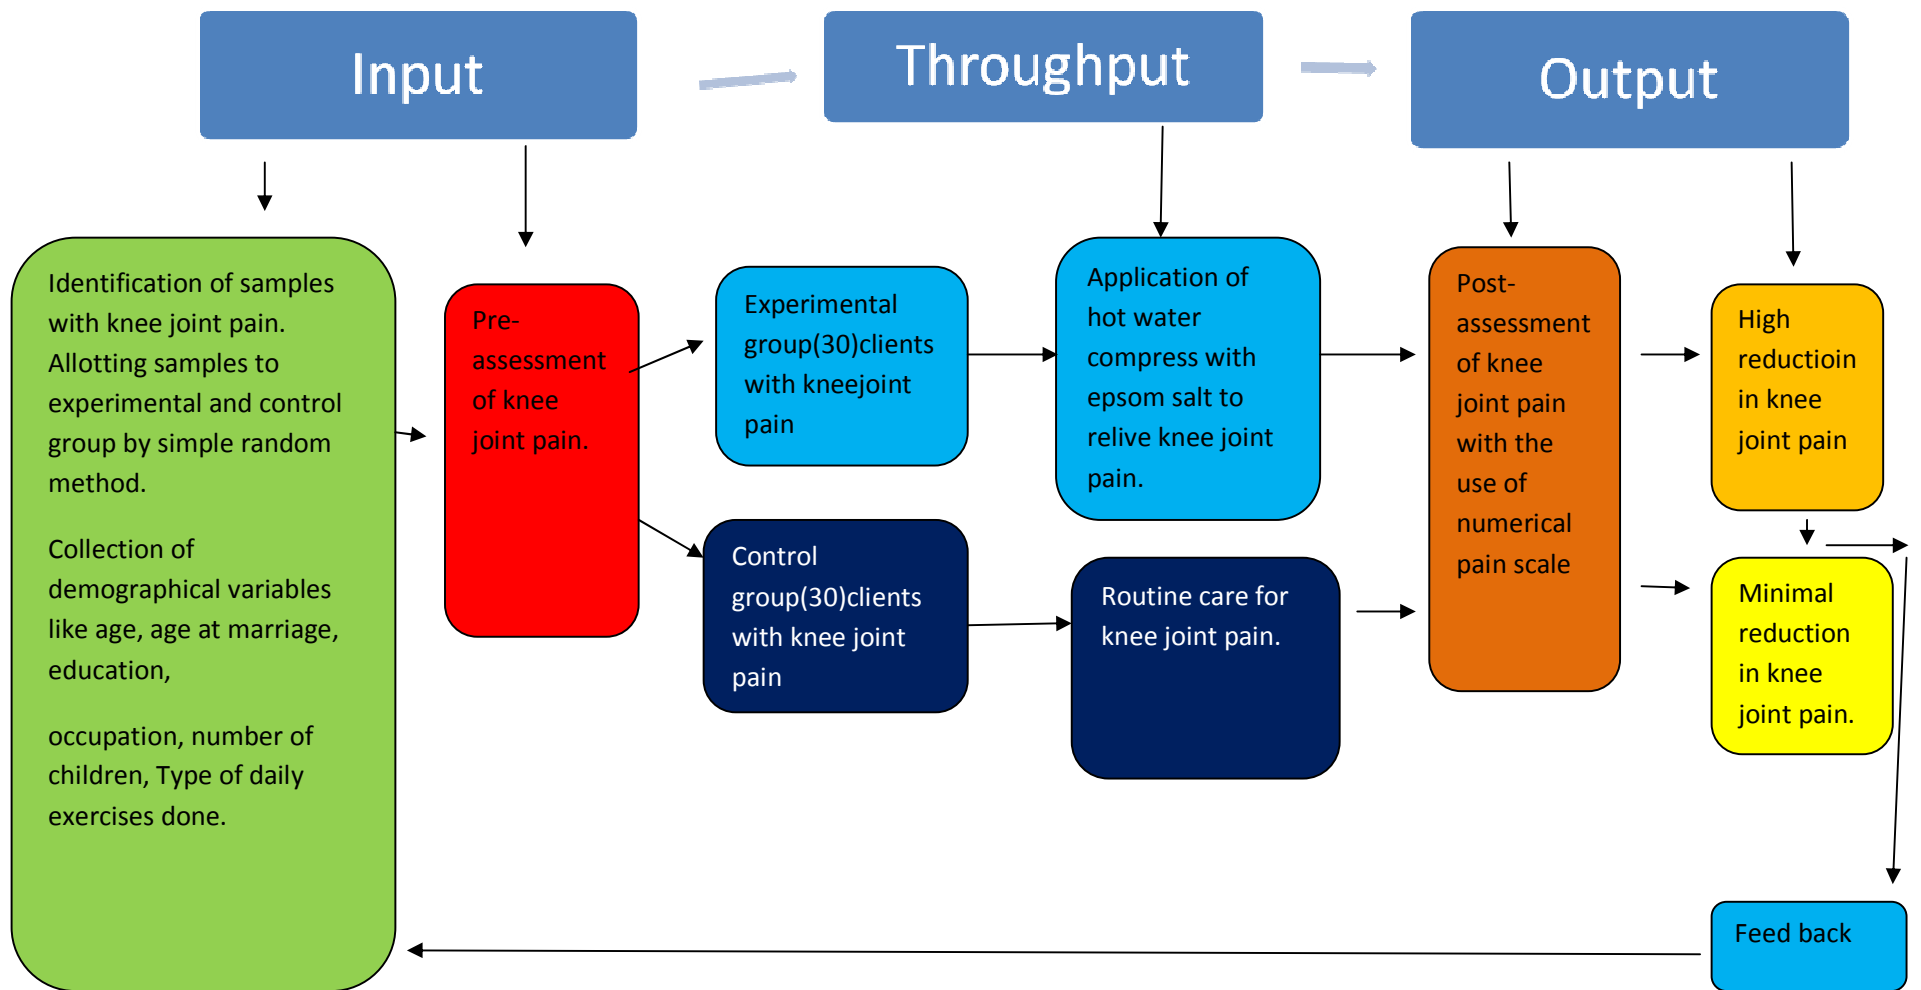 Input
Throughput
Output
Identification of samples
with knee joint pain.
Allotting samples to
experimental and control
group by simple random
method.
Collection of
demographical variables
like age, age at marriage,
education,
occupation, number of
children, Type of daily
exercises done.
Pre-
assessment
of knee
joint pain.
Experimental
group(30)clients
with kneejoint
pain
Control
group(30)clients
with knee joint
pain
Application of
hot water
compress with
epsom salt to
relive knee joint
pain.
Routine care for
knee joint pain.
Post-
assessment
of knee
joint pain
with the
use of
numerical
pain scale
High
reductioin
in knee
joint pain
Minimal
reduction
in knee
joint pain.
Feed back